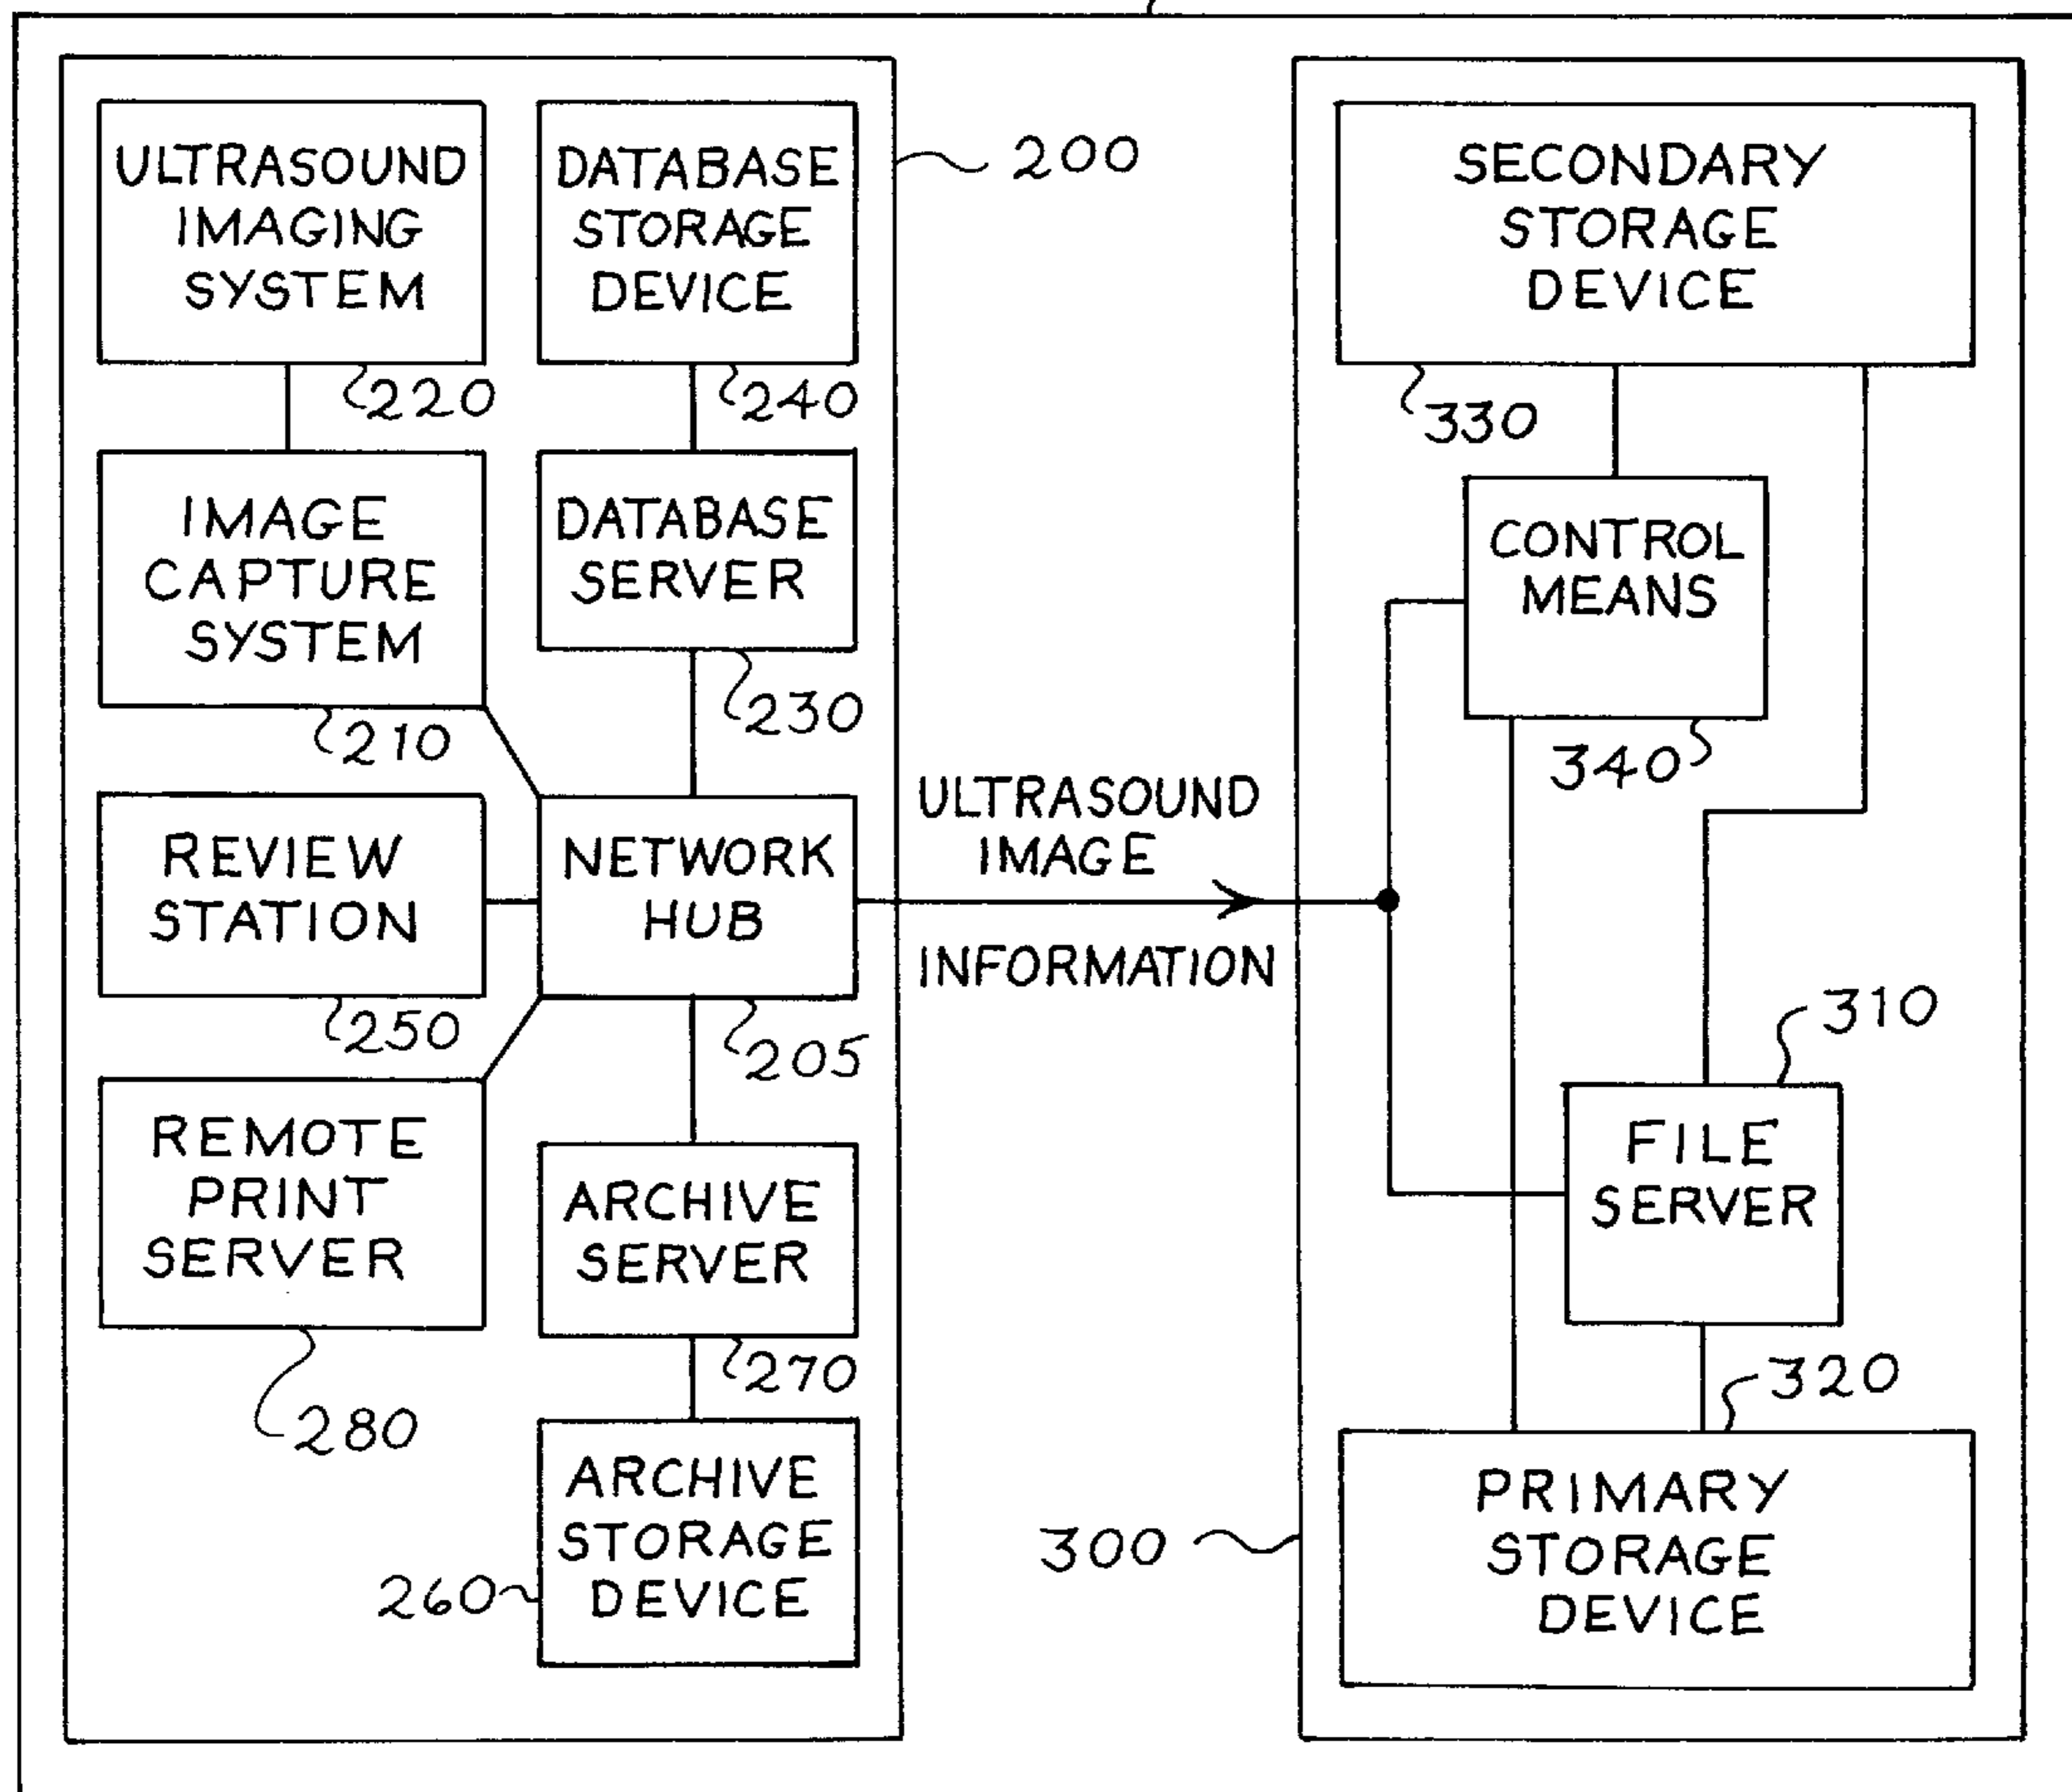 ULTRASOUND
IMAGING
SYSTEM
220
DATABASE
STORAGE
DEVICE
240
200
IMAGE
CAPTURE
SYSTEM
210
DATABASE
SERVER
230
REVIEW
STATION
250
NETWORK
HUB
205
REMOTE
PRINT
SERVER
280
ARCHIVE
SERVER
270
ARCHIVE
STORAGE
DEVICE
260
ULTRASOUND
IMAGE
INFORMATION
SECONDARY
STORAGE
DEVICE
330
CONTROL
MEANS
340
310
FILE
SERVER
320
PRIMARY
STORAGE
DEVICE
300